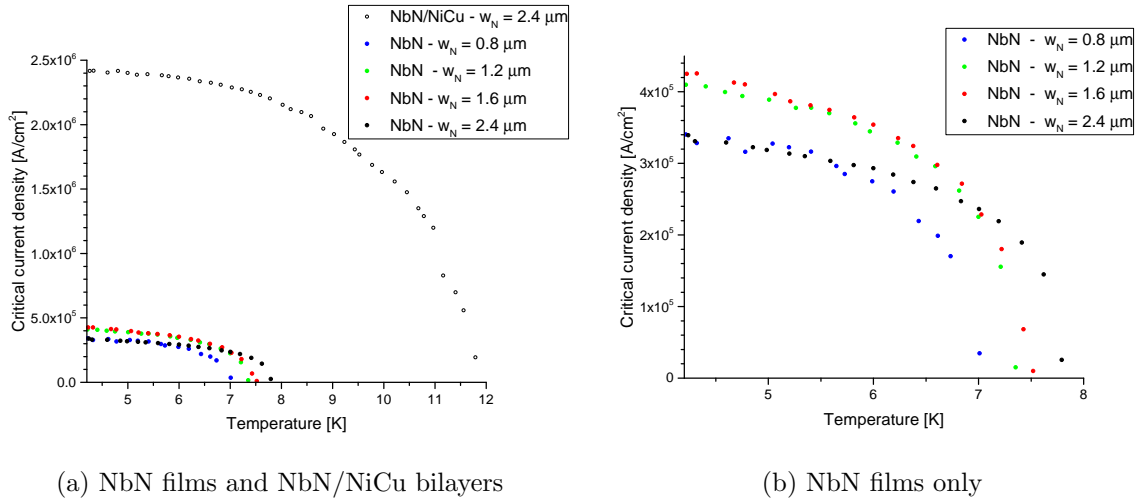 NbN/NiCu - w_N = 2.4 μm
NbN - w_N = 0.8 μm
NbN - w_N = 1.2 μm
NbN - w_N = 1.6 μm
NbN - w_N = 2.4 μm
2.5x10^6
2.0x10^6
1.5x10^6
1.0x10^6
5.0x10^5
0.0
Critical current density [A/cm²]
5 6 7 8 9 10 11 12
Temperature [K]
(a) NbN films and NbN/NiCu bilayers
NbN - w_N = 0.8 μm
NbN - w_N = 1.2 μm
NbN - w_N = 1.6 μm
NbN - w_N = 2.4 μm
4x10^5
3x10^5
2x10^5
1x10^5
0
Critical current density [A/cm²]
5 6 7 8
Temperature [K]
(b) NbN films only